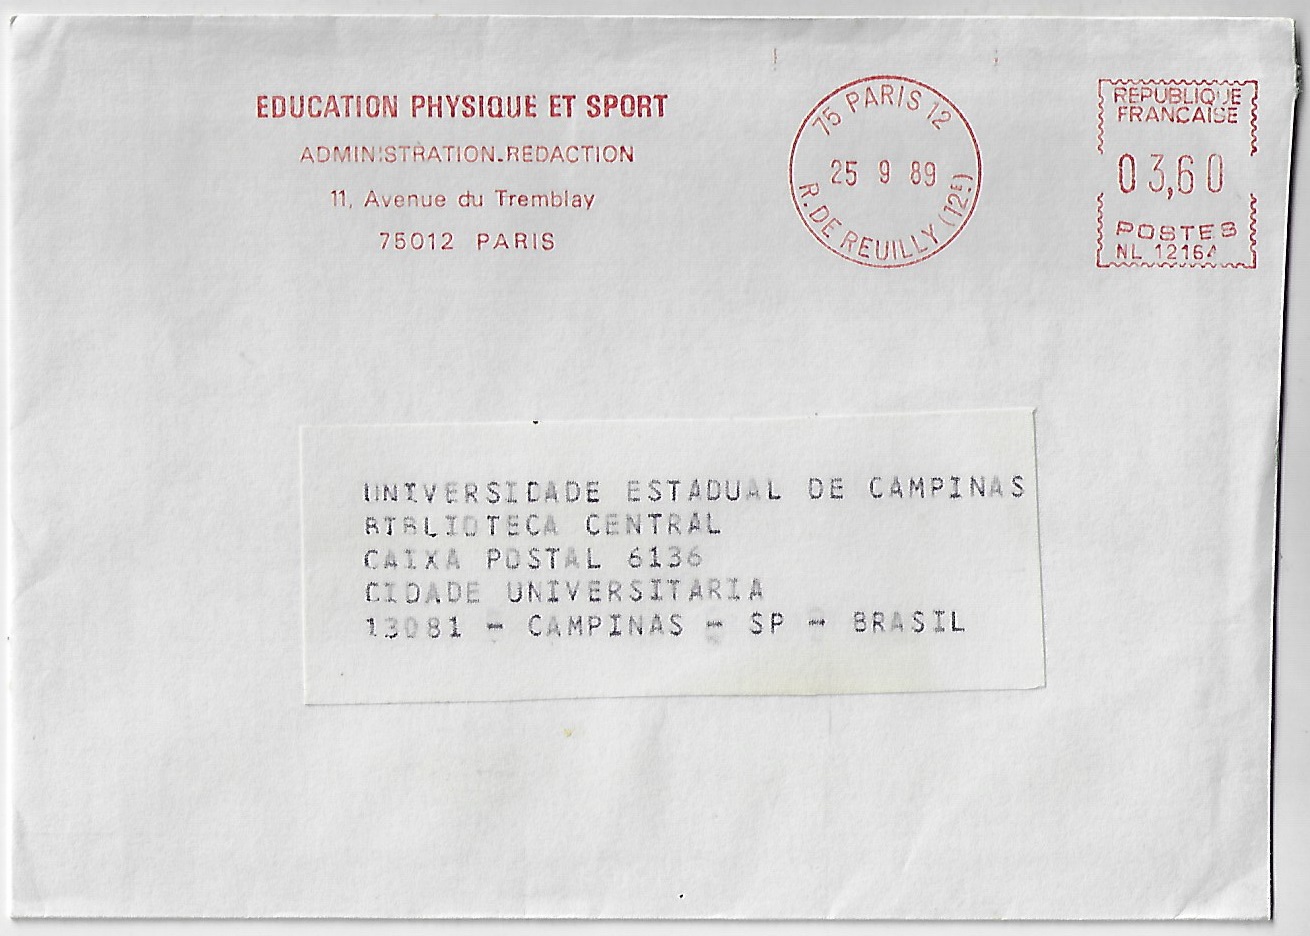 EDUCATION PHYSIQUE ET SPORT
ADMINISTRATION-REDACTION
11, Avenue du Tremblay
75012 PARIS
75 PARIS 12
25 9 89
R. DE REUILLY (12E)
REPUBLIQUE
FRANCAISE
03,60
POSTES
NL 12164
UNIVERSIDADE ESTADUAL DE CAMPINAS
BIBLIOTECA CENTRAL
CAIXA POSTAL 6136
CIDADE UNIVERSITARIA
13081 - CAMPINAS - SP - BRASIL